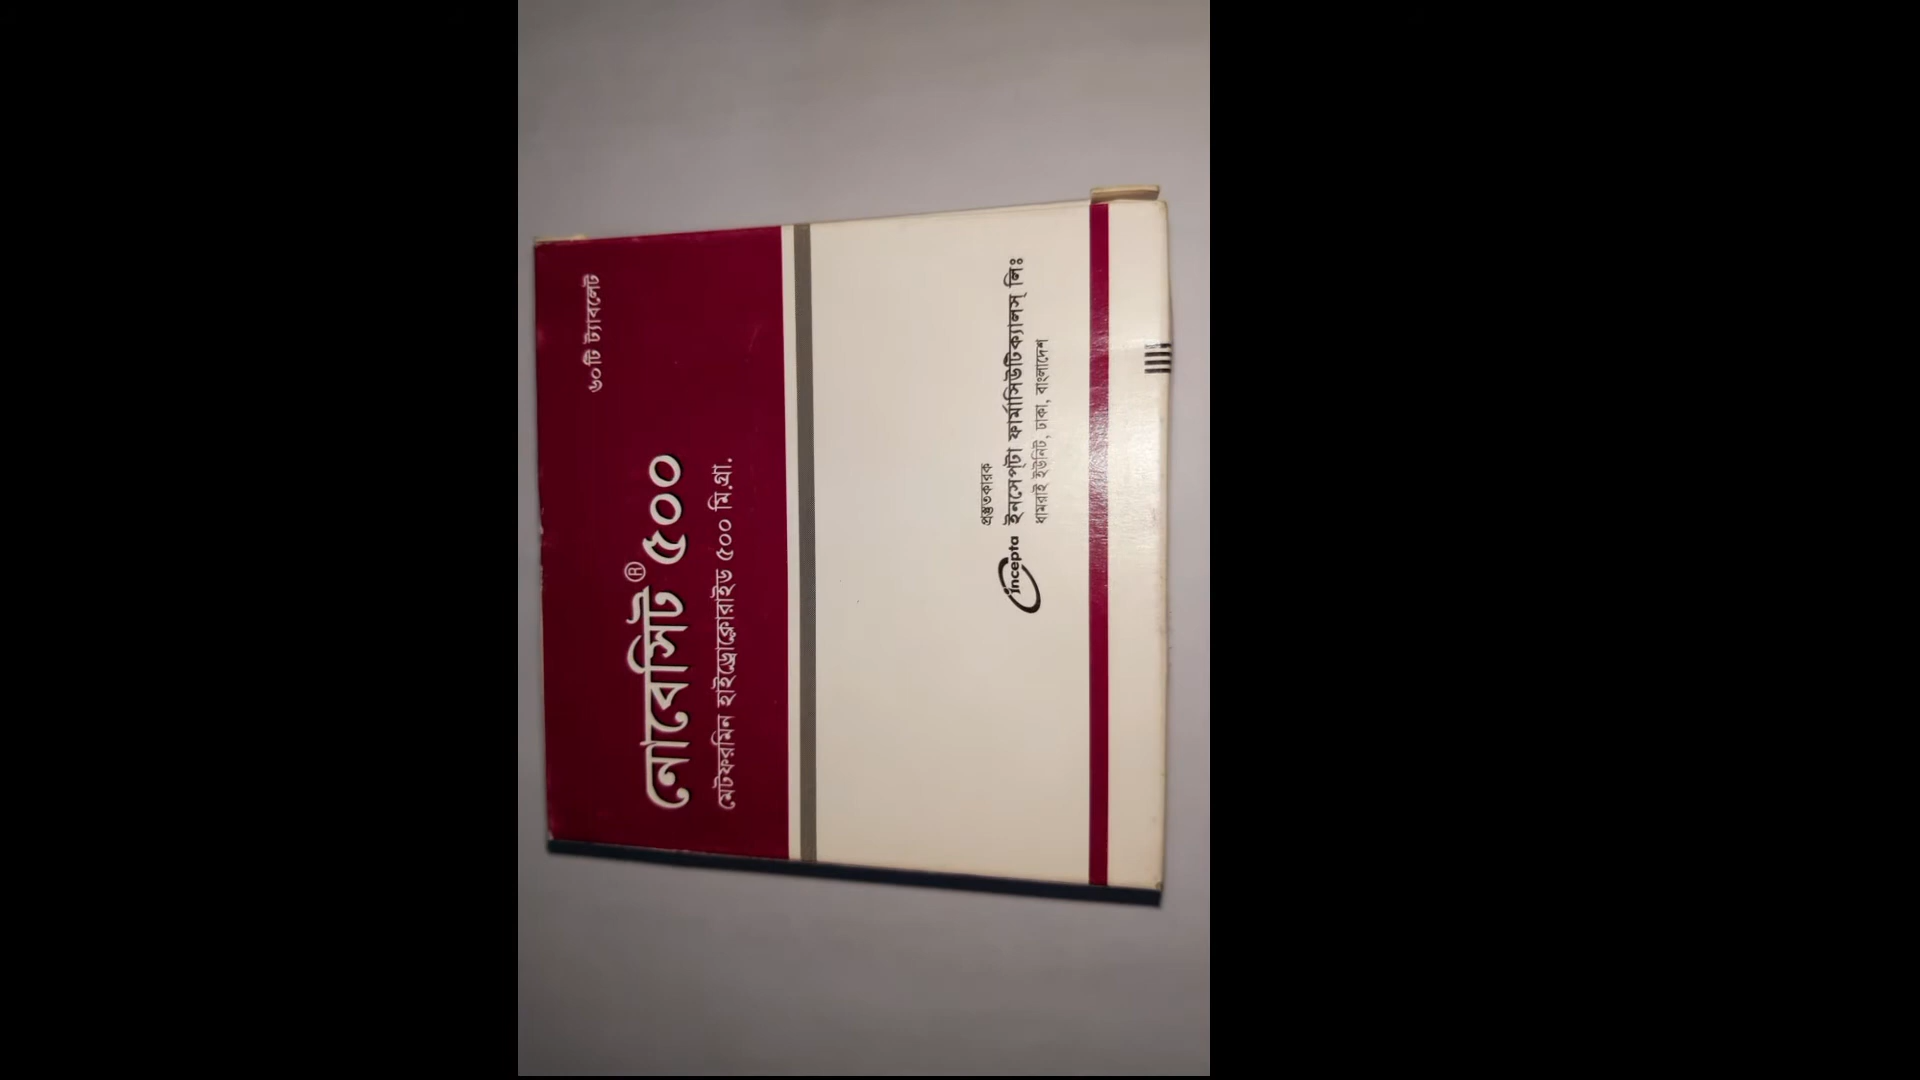 ৬০টি ট্যাবলেট
নোবেসিট® ৫০০
মেটফরমিন হাইড্রোক্লোরাইড ৫০০ মি.গ্রা.
প্রস্তুতকারক
incepta ইনসেপ্‌টা ফার্মাসিউটিক্যালস্ লিঃ
ধামরাই ইউনিট, ঢাকা, বাংলাদেশ